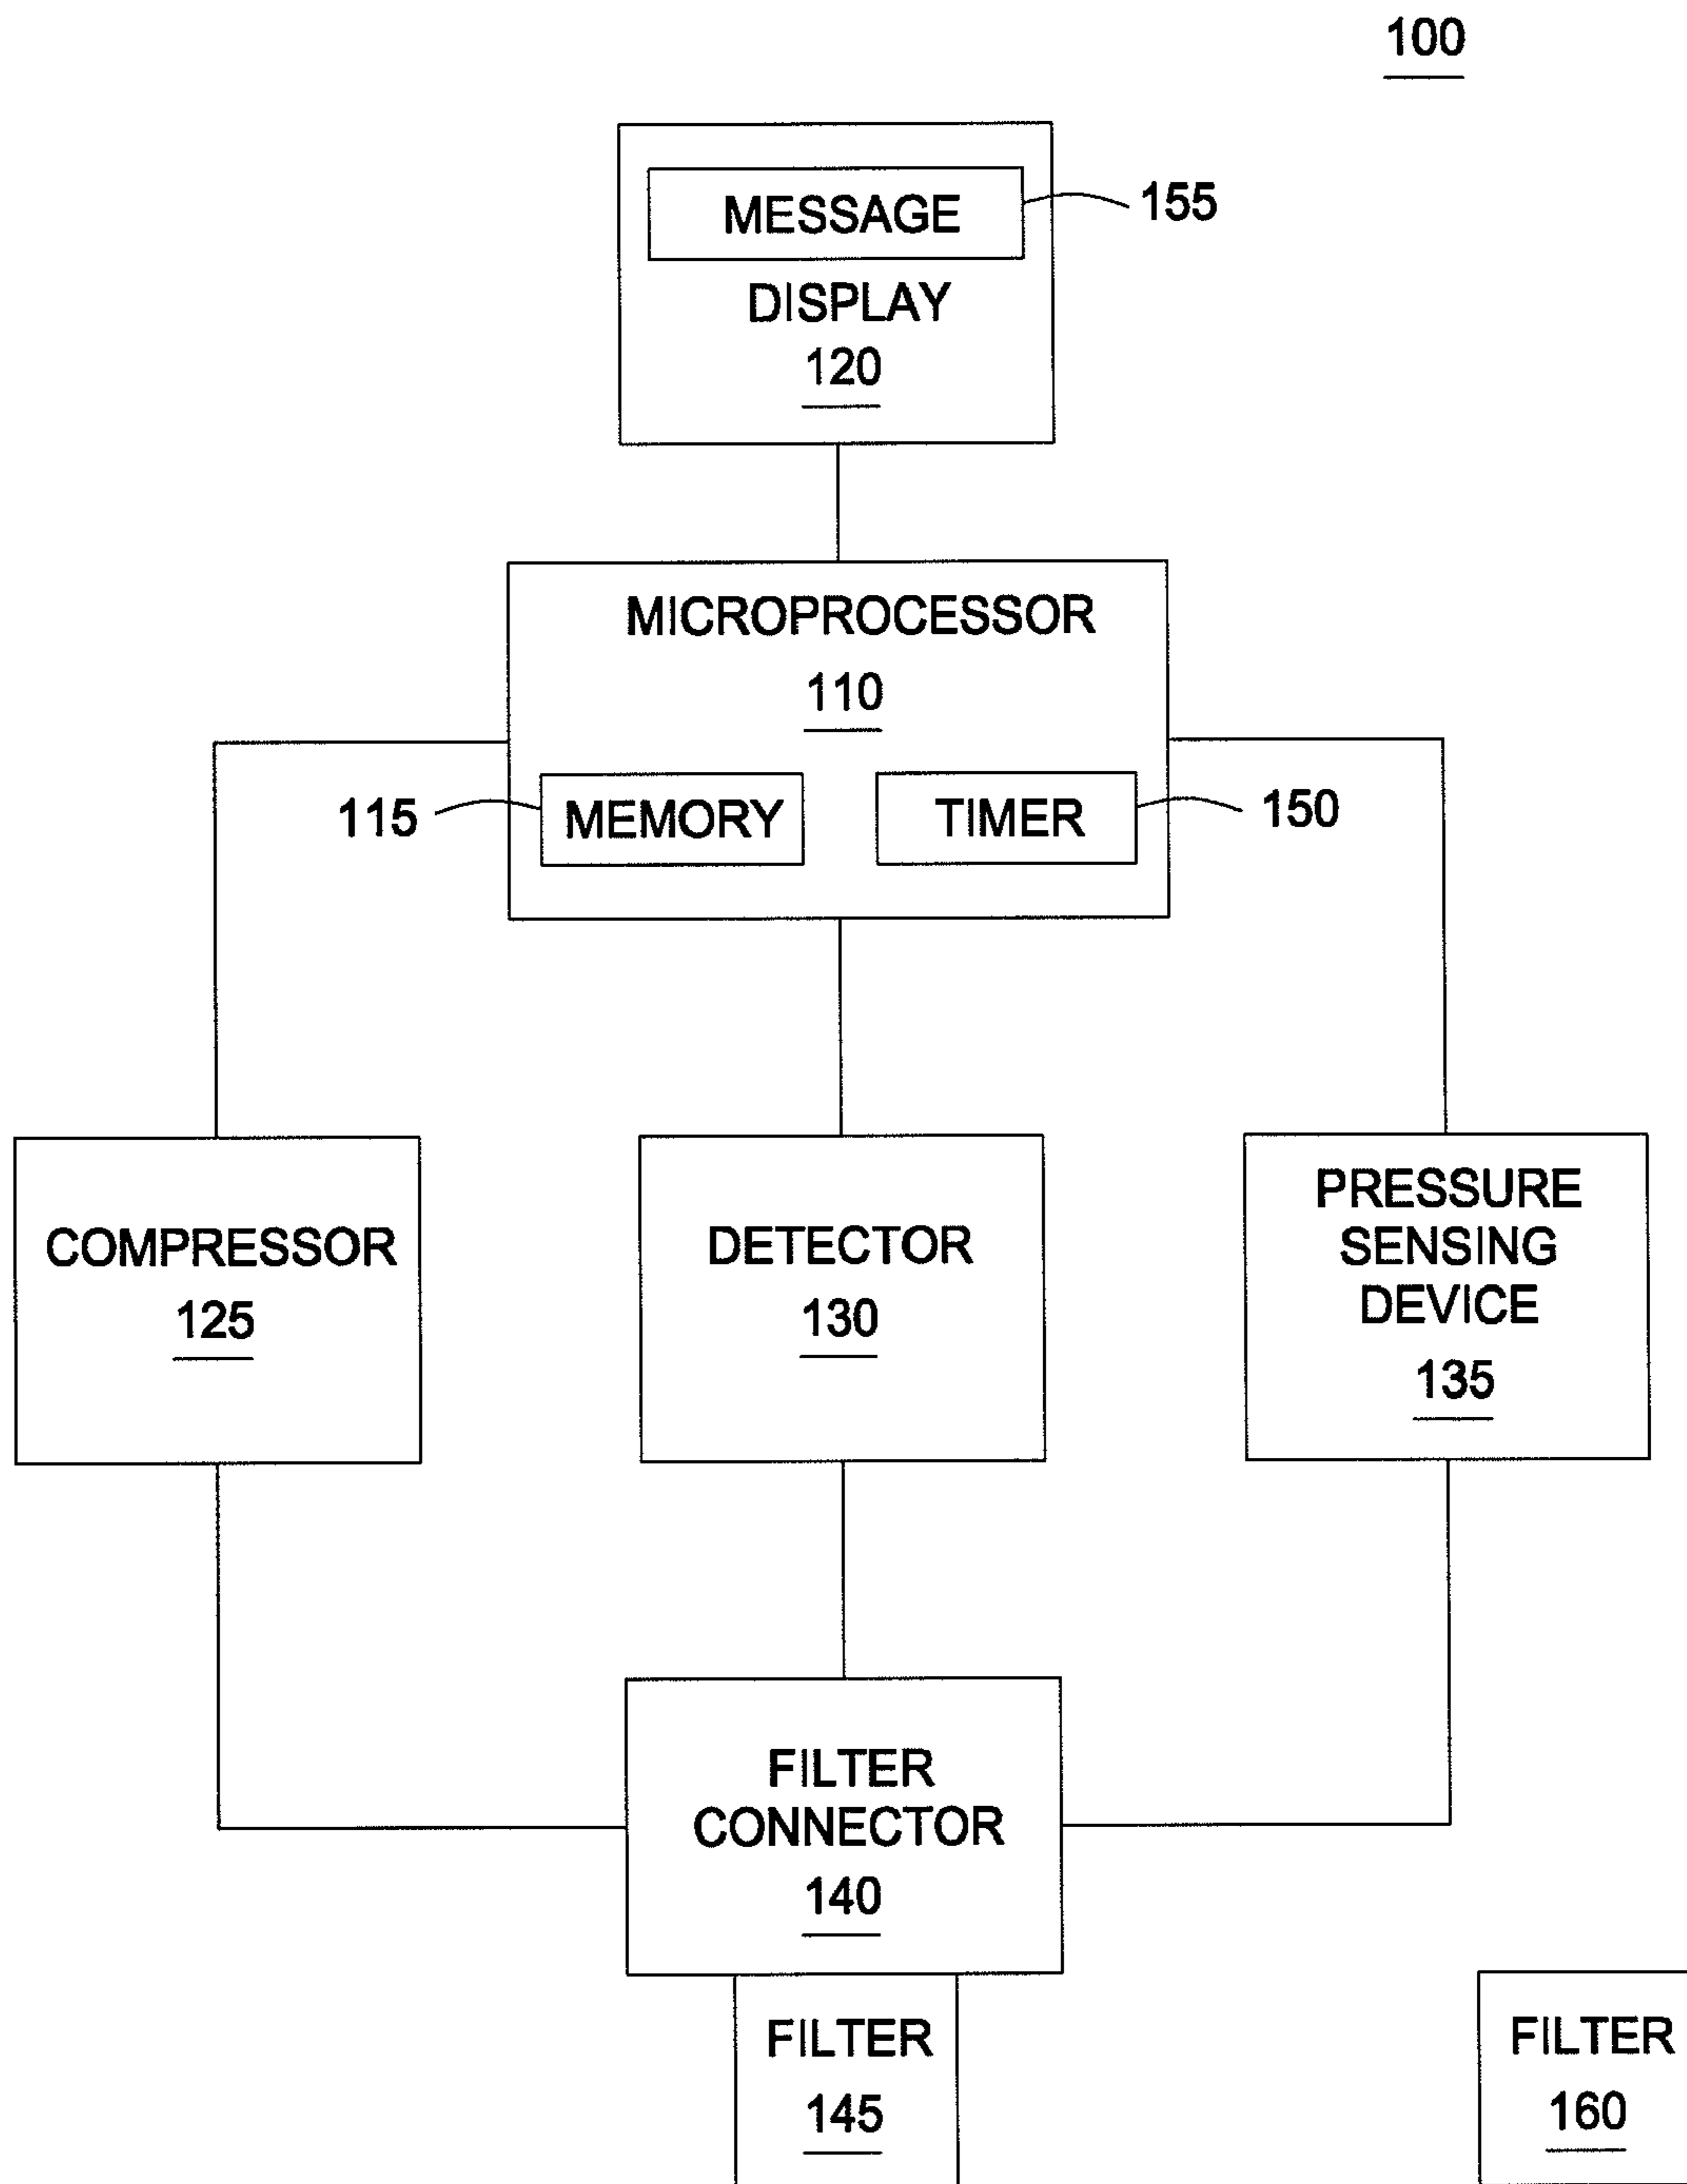 100
MESSAGE
155
DISPLAY
120
MICROPROCESSOR
110
115
MEMORY
TIMER
150
COMPRESSOR
125
DETECTOR
130
PRESSURE
SENSING
DEVICE
135
FILTER
CONNECTOR
140
FILTER
145
FILTER
160